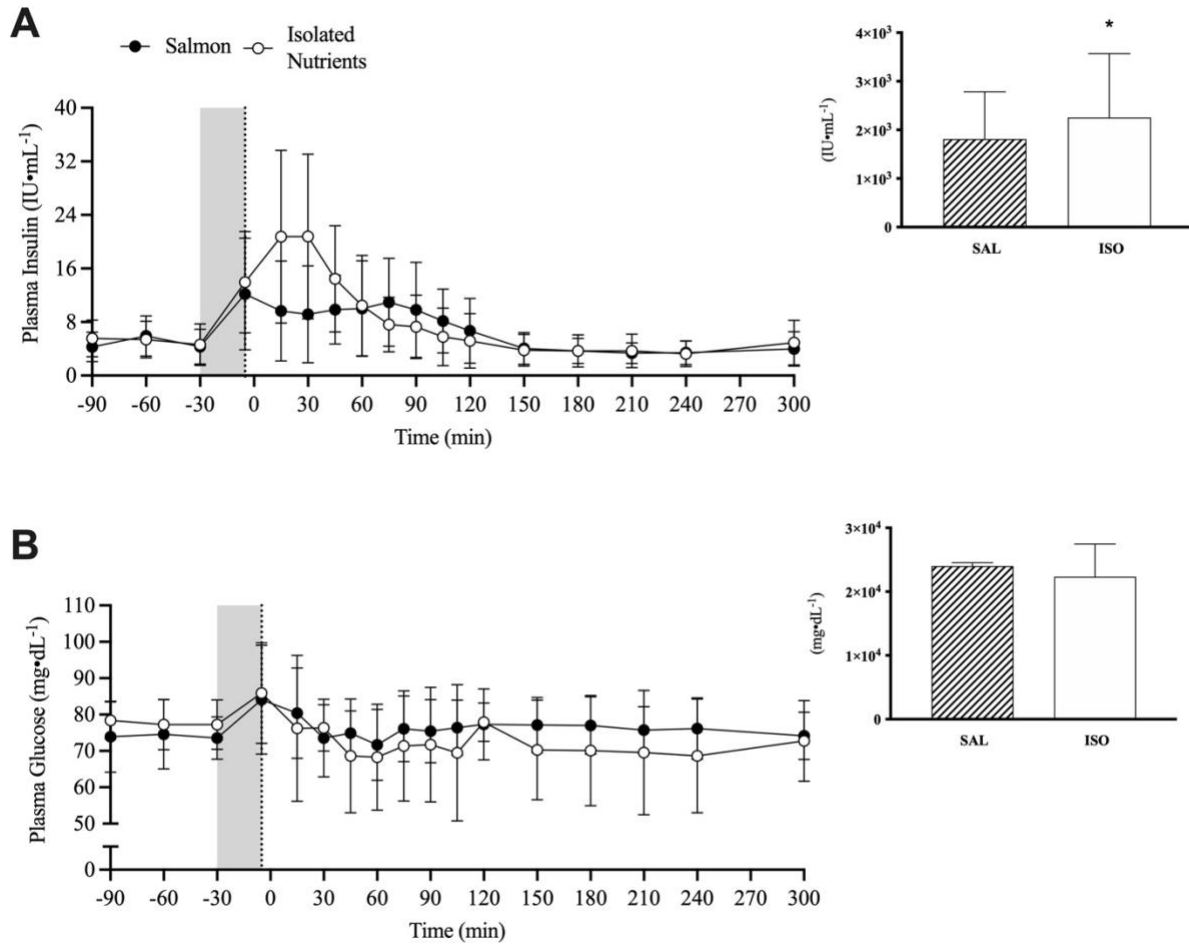 A
Salmon
Isolated
Nutrients
Plasma Insulin (IU•mL⁻¹)
40
32
24
16
8
0
-90 -60 -30 0 30 60 90 120 150 180 210 240 270 300
Time (min)
(IU•mL⁻¹)
4×10³
3×10³
2×10³
1×10³
0
*
SAL ISO
B
Plasma Glucose (mg•dL⁻¹)
110
100
90
80
70
60
50
0
-90 -60 -30 0 30 60 90 120 150 180 210 240 270 300
Time (min)
(mg•dL⁻¹)
3×10⁴
2×10⁴
1×10⁴
0
SAL ISO